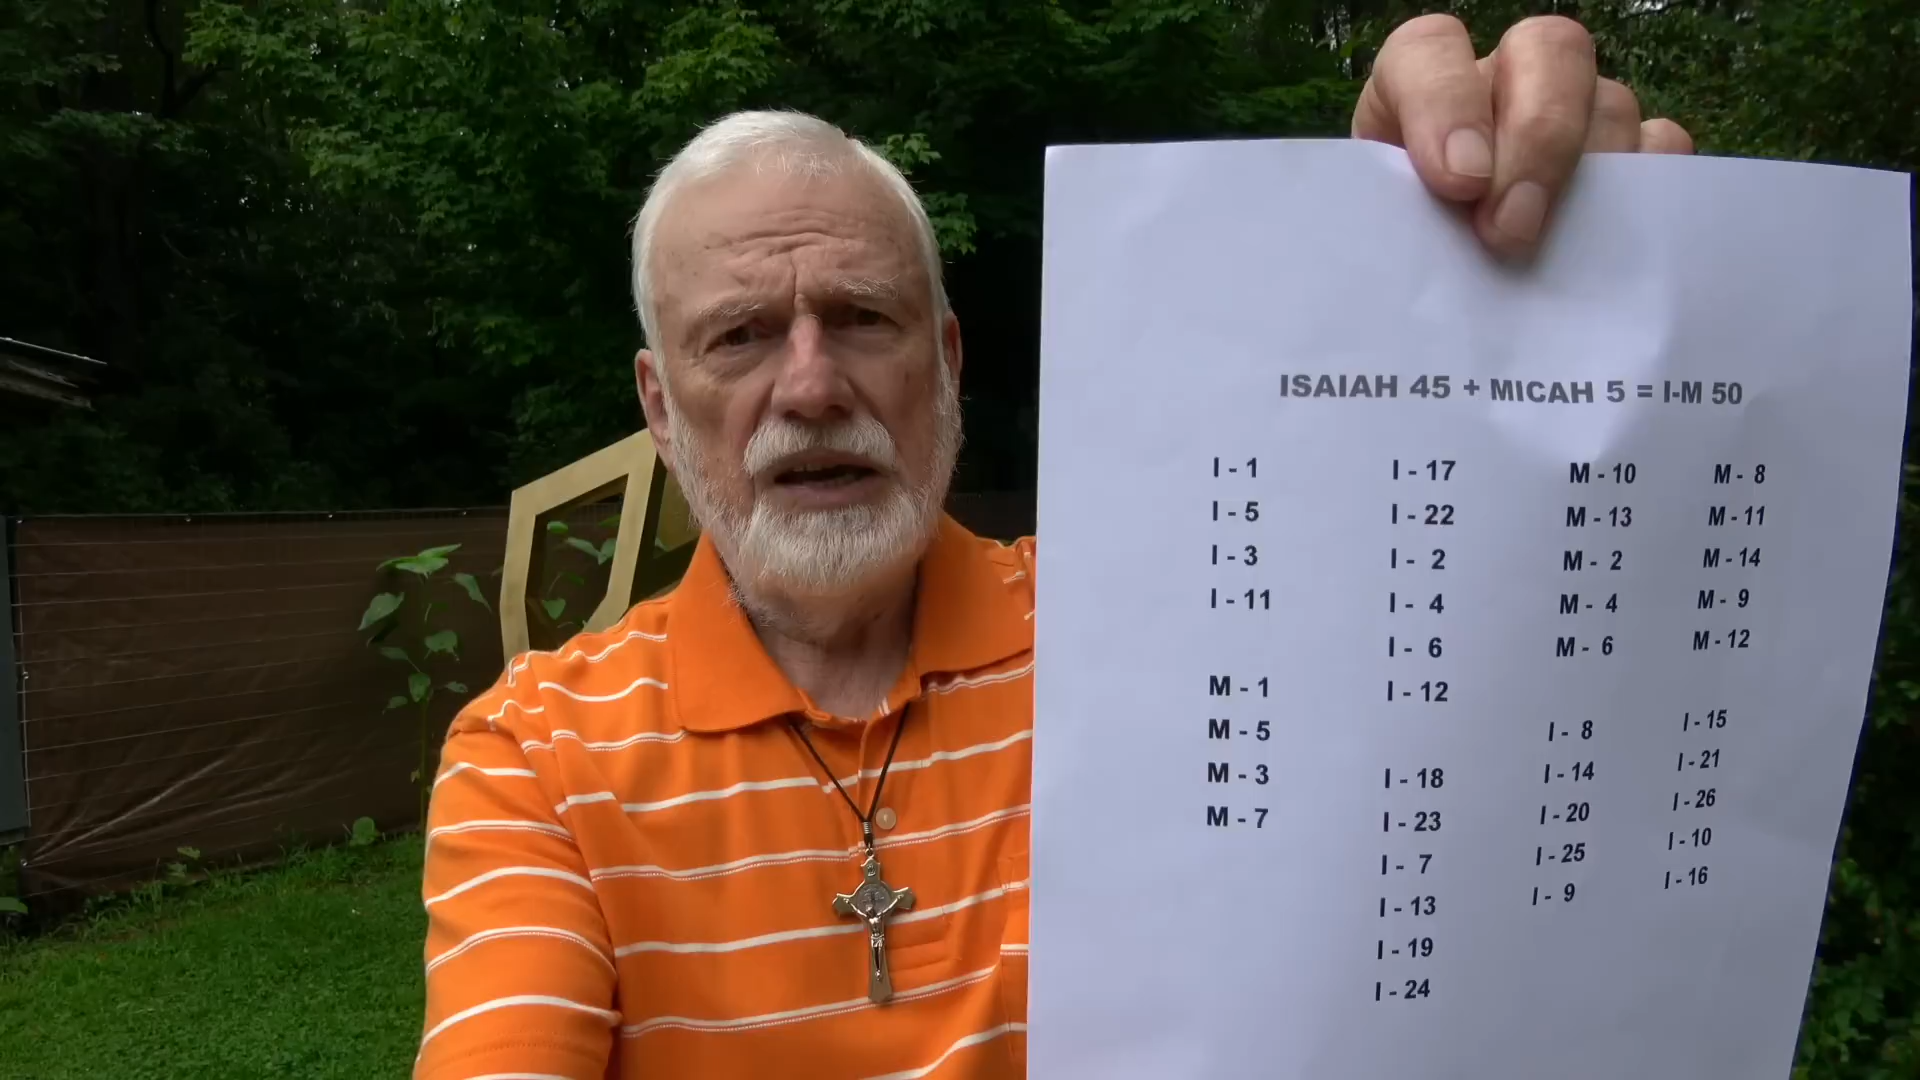 ISAIAH 45 + MICAH 5 = I-M 50
I - 1 I - 17 M - 10 M - 8
I - 5 I - 22 M - 13 M - 11
I - 3 I - 2 M - 2 M - 14
I - 11 I - 4 M - 4 M - 9
I - 6 M - 6 M - 12
M - 1 I - 12
M - 5 I - 8 I - 15
M - 3 I - 18 I - 14 I - 21
M - 7 I - 23 I - 20 I - 26
I - 7 I - 25 I - 10
I - 13 I - 9 I - 16
I - 19
I - 24